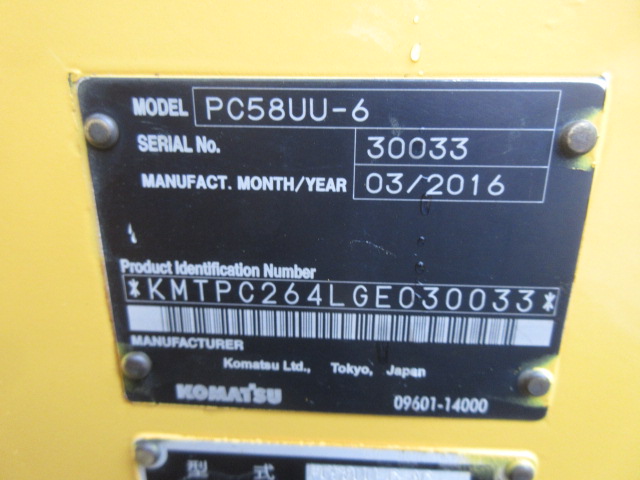 MODEL PC58UU-6
SERIAL No. 30033
MANUFACT. MONTH/YEAR 03/2016
Product Identification Number
*KMTPC264LGE030033*
MANUFACTURER
Komatsu Ltd., Tokyo, Japan
KOMATSU 09601-14000
型式